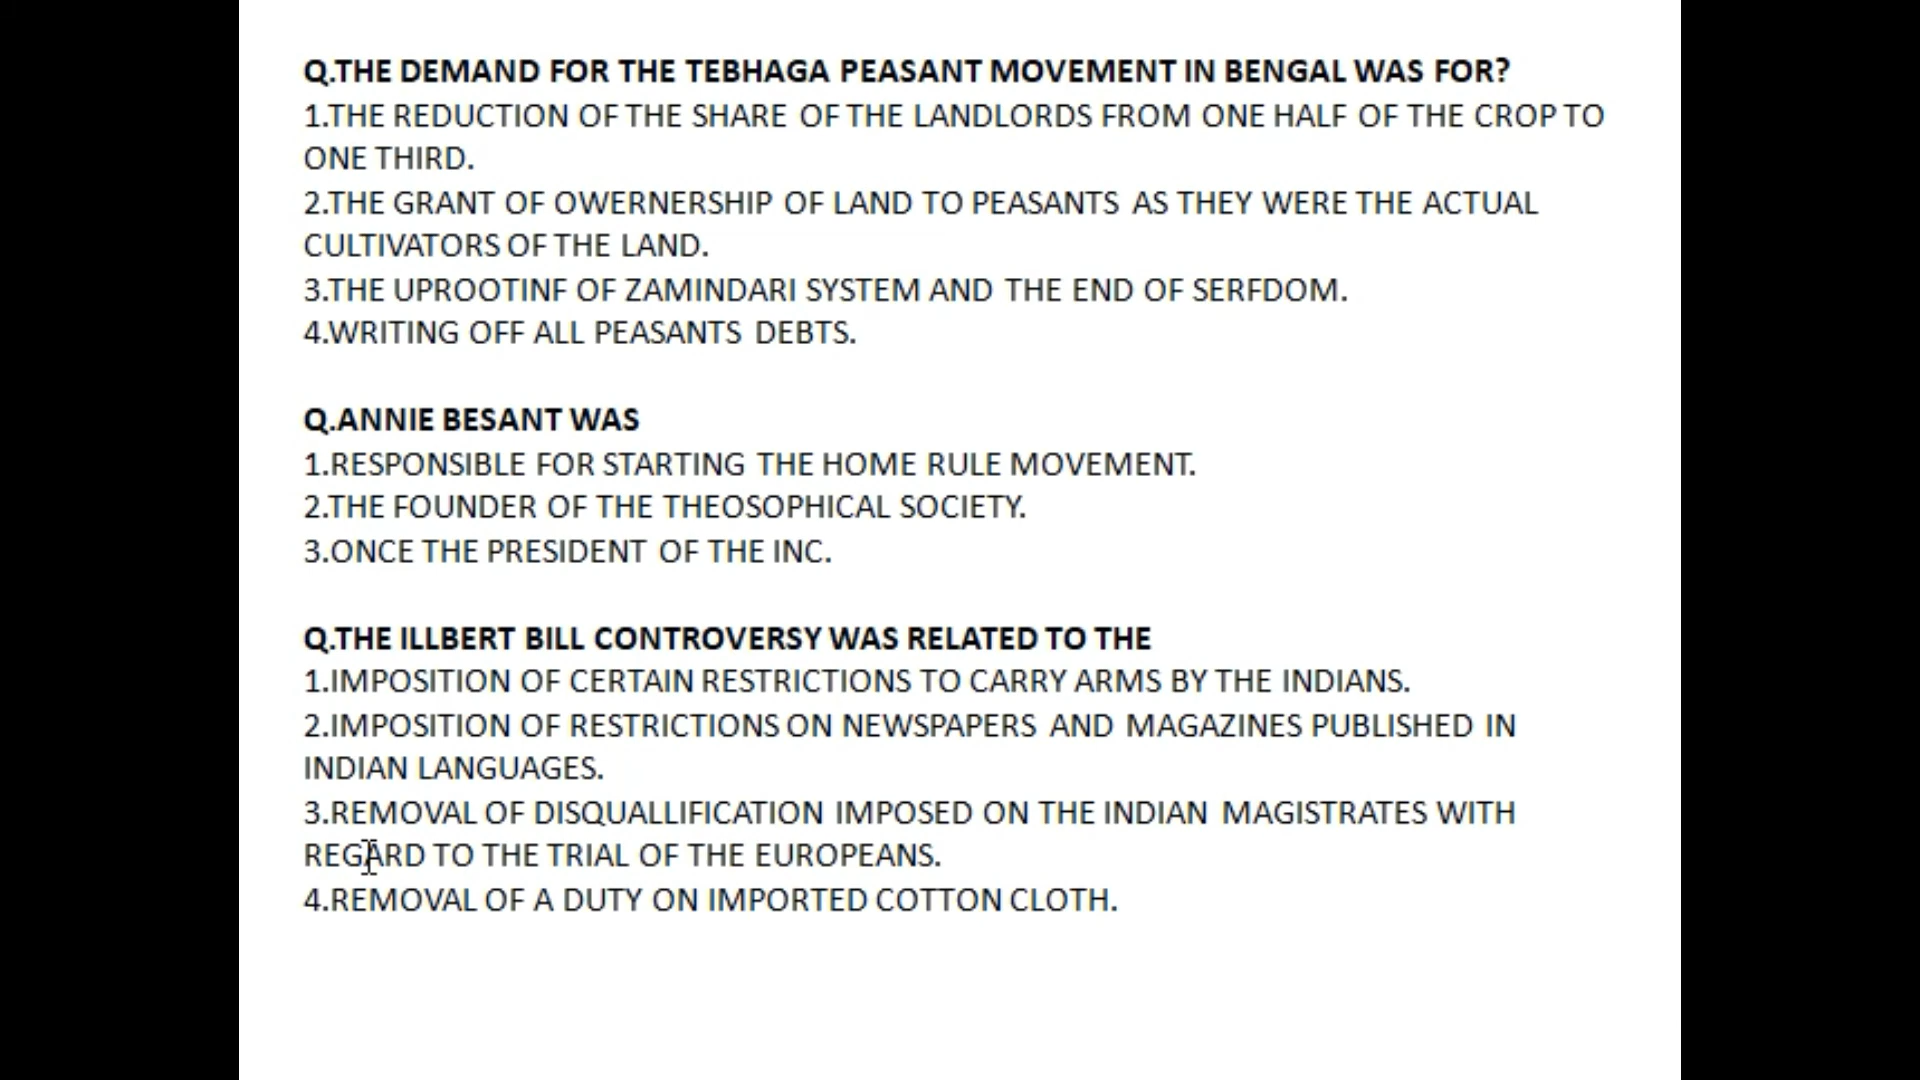 Q.THE DEMAND FOR THE TEBHAGA PEASANT MOVEMENT IN BENGAL WAS FOR?
1.THE REDUCTION OF THE SHARE OF THE LANDLORDS FROM ONE HALF OF THE CROP TO
ONE THIRD.
2.THE GRANT OF OWERNERSHIP OF LAND TO PEASANTS AS THEY WERE THE ACTUAL
CULTIVATORS OF THE LAND.
3.THE UPROOTINF OF ZAMINDARI SYSTEM AND THE END OF SERFDOM.
4.WRITING OFF ALL PEASANTS DEBTS.
Q.ANNIE BESANT WAS
1.RESPONSIBLE FOR STARTING THE HOME RULE MOVEMENT.
2.THE FOUNDER OF THE THEOSOPHICAL SOCIETY.
3.ONCE THE PRESIDENT OF THE INC.
Q.THE ILLBERT BILL CONTROVERSY WAS RELATED TO THE
1.IMPOSITION OF CERTAIN RESTRICTIONS TO CARRY ARMS BY THE INDIANS.
2.IMPOSITION OF RESTRICTIONS ON NEWSPAPERS AND MAGAZINES PUBLISHED IN
INDIAN LANGUAGES.
3.REMOVAL OF DISQUALLIFICATION IMPOSED ON THE INDIAN MAGISTRATES WITH
REGARD TO THE TRIAL OF THE EUROPEANS.
4.REMOVAL OF A DUTY ON IMPORTED COTTON CLOTH.